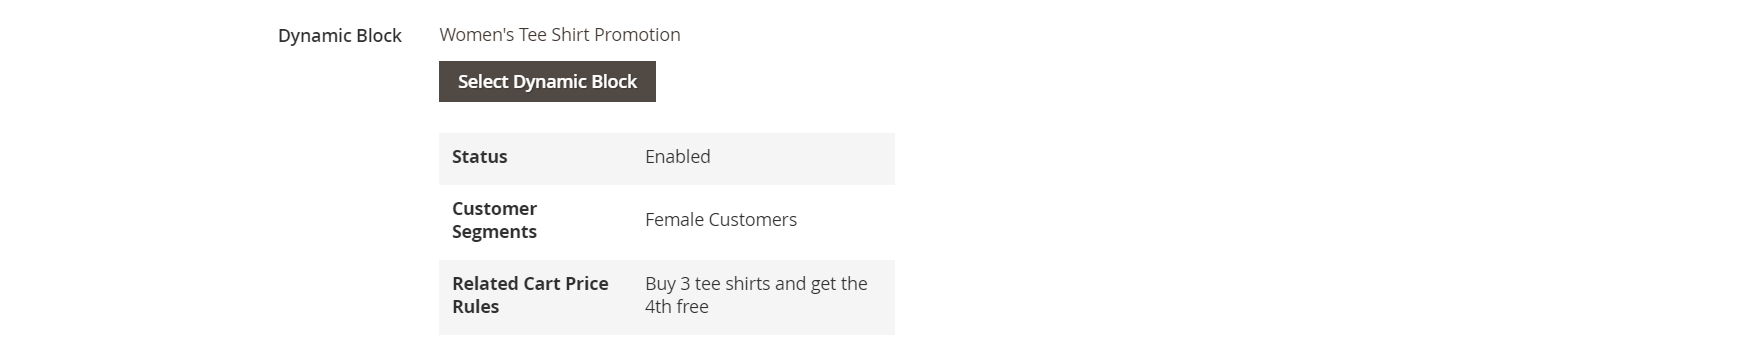 Dynamic Block Women's Tee Shirt Promotion
Select Dynamic Block
Status Enabled
Customer
Segments
Female Customers
Related Cart Price Buy 3 tee shirts and get the
Rules 4th free